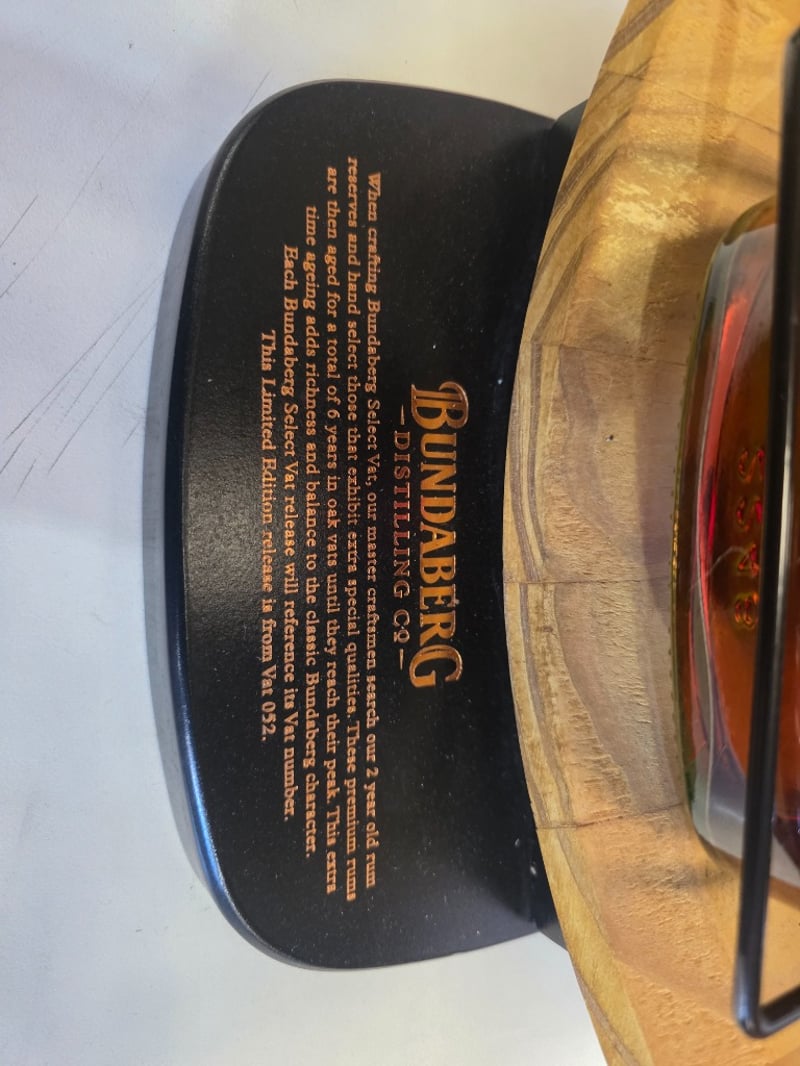 BUNDABERG
DISTILLING CO
When crafting Bundaberg Select Vat, our master craftsmen search our 2 year old rum
reserves and hand select those that exhibit extra special qualities. These premium rums
are then aged for a total of 6 years in oak vats until they reach their peak. This extra
time ageing adds richness and balance to the classic Bundaberg character.
Each Bundaberg Select Vat release will reference its Vat number.
This Limited Edition release is from Vat 052.